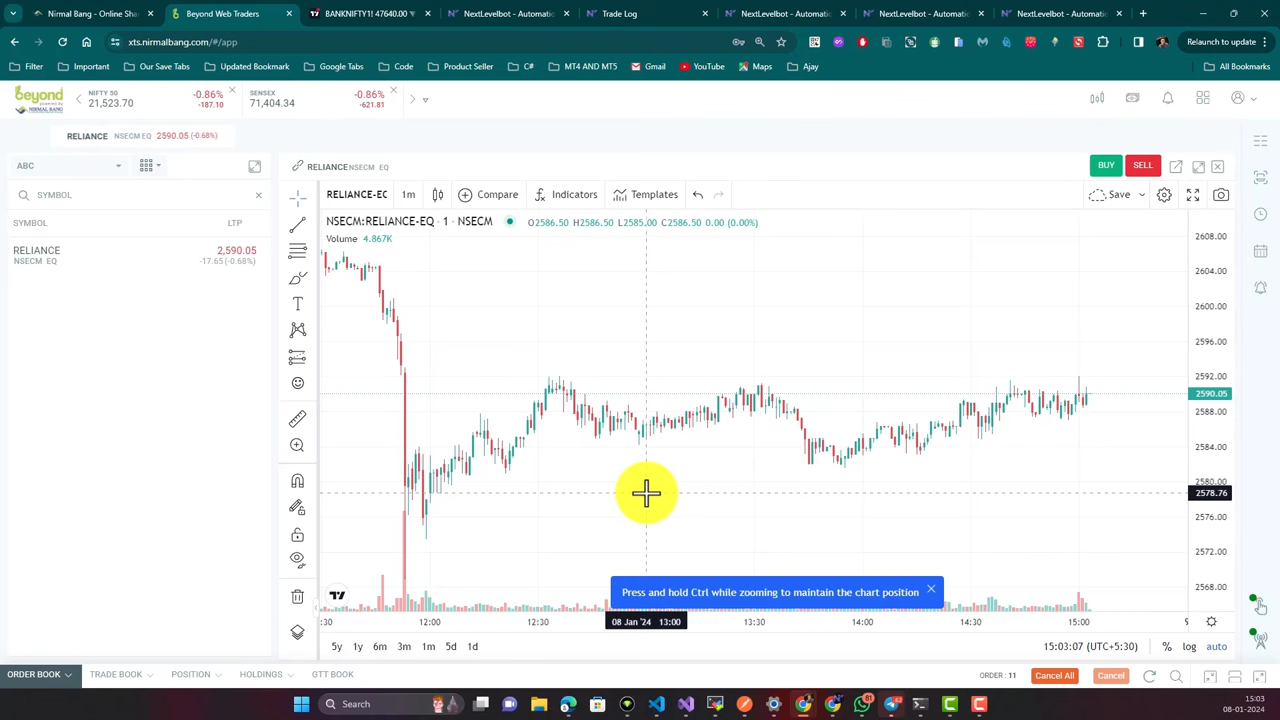 Nirmal Bang - Online Shar
Beyond Web Traders
BANKNIFTY1! 47640.00
NextLevelbot - Automatic
Trade Log
NextLevelbot - Automatic
NextLevelbot - Automatic
NextLevelbot - Automatic
xts.nirmalbang.com/#/app
Relaunch to update
Filter
Important
Our Save Tabs
Updated Bookmark
Google Tabs
Code
Product Seller
C#
MT4 AND MT5
Gmail
YouTube
Maps
Ajay
All Bookmarks
beyond
powered by
NIRMAL BANG
NIFTY 50
21,523.70
-0.86%
-187.10
SENSEX
71,404.34
-0.86%
-621.81
RELIANCE NSECM EQ 2590.05 (-0.68%)
ABC
RELIANCE NSECM EQ
BUY
SELL
SYMBOL
RELIANCE-EQ
1m
Compare
Indicators
Templates
Save
SYMBOL
LTP
RELIANCE
2,590.05
NSECM EQ
-17.65 (-0.68%)
NSECM:RELIANCE-EQ · 1 · NSECM
O2586.50 H2586.50 L2585.00 C2586.50 0.00 (0.00%)
Volume 4.867K
2608.00
2604.00
2600.00
2596.00
2592.00
2590.05
2588.00
2584.00
2580.00
2578.76
2576.00
2572.00
2568.00
Press and hold Ctrl while zooming to maintain the chart position
:30
12:00
12:30
08 Jan '24 13:00
13:30
14:00
14:30
15:00
5y
1y
6m
3m
1m
5d
1d
15:03:07 (UTC+5:30)
%
log
auto
ORDER BOOK
TRADE BOOK
POSITION
HOLDINGS
GTT BOOK
ORDER : 11
Cancel All
Cancel
Search
81
15:03
08-01-2024